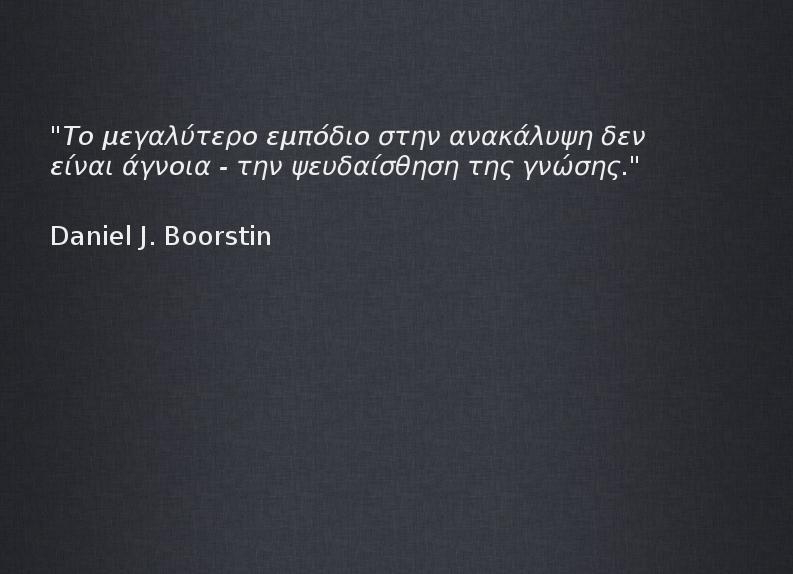 "Το μεγαλύτερο εμπόδιο στην ανακάλυψη δεν
είναι άγνοια - την ψευδαίσθηση της γνώσης."
Daniel J. Boorstin